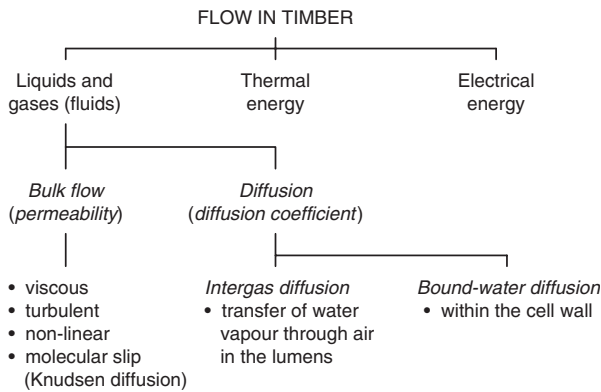 FLOW IN TIMBER
Liquids and
gases (fluids)
Thermal
energy
Electrical
energy
Bulk flow
(permeability)
Diffusion
(diffusion coefficient)
• viscous
• turbulent
• non-linear
• molecular slip
(Knudsen diffusion)
Intergas diffusion
• transfer of water
vapour through air
in the lumens
Bound-water diffusion
• within the cell wall